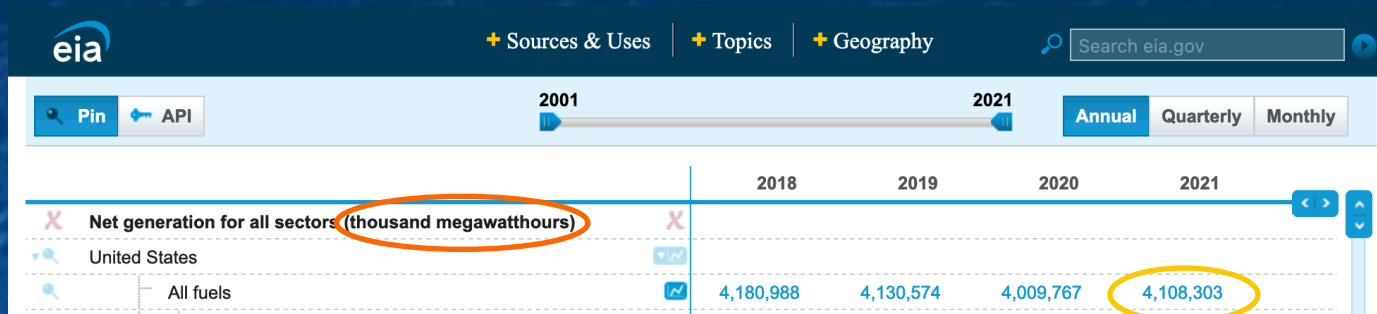 eia
+ Sources & Uses + Topics + Geography Search eia.gov
Pin API 2001 2021 Annual Quarterly Monthly
2018 2019 2020 2021
Net generation for all sectors (thousand megawatthours)
United States
All fuels 4,180,988 4,130,574 4,009,767 4,108,303